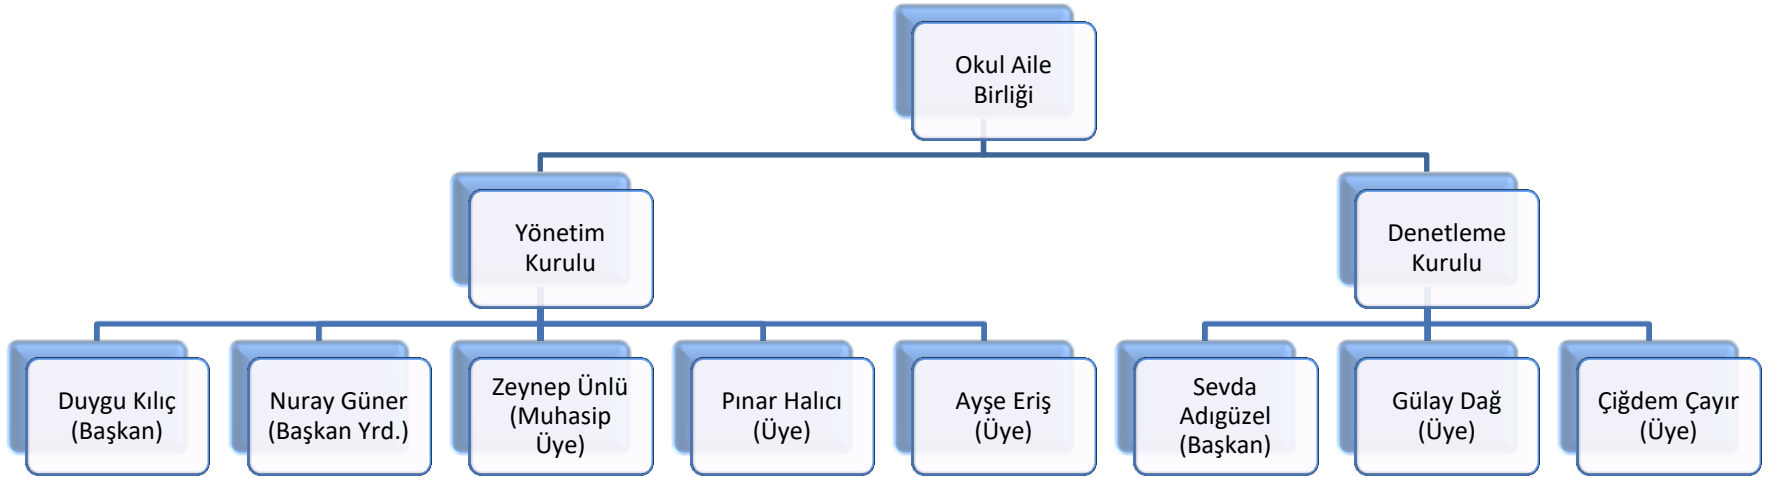 Okul Aile
Birliği
Yönetim
Kurulu
Denetleme
Kurulu
Duygu Kılıç
(Başkan)
Nuray Güner
(Başkan Yrd.)
Zeynep Ünlü
(Muhasip
Üye)
Pınar Halıcı
(Üye)
Ayşe Eriş
(Üye)
Sevda
Adıgüzel
(Başkan)
Gülay Dağ
(Üye)
Çiğdem Çayır
(Üye)